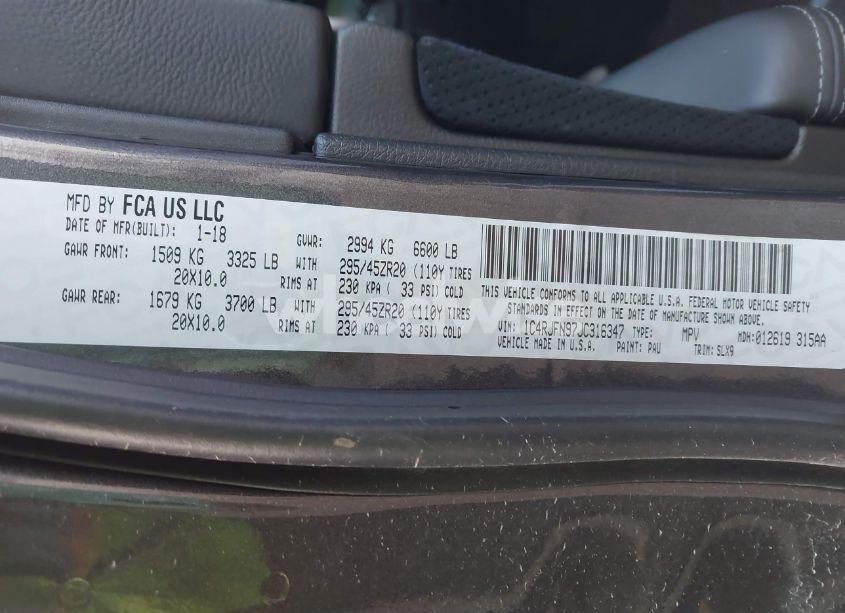 MFD BY FCA US LLC
DATE OF MFR(BUILT): 1-18 GVWR: 2994 KG 6600 LB
GAWR FRONT: 1509 KG 3325 LB WITH 295/45ZR20 (110Y TIRES
20X10.0 RIMS AT 230 KPA ( 33 PSI) COLD
GAWR REAR: 1679 KG 3700 LB WITH 295/45ZR20 (110Y TIRES
20X10.0 RIMS AT 230 KPA ( 33 PSI) COLD
THIS VEHICLE CONFORMS TO ALL APPLICABLE U.S.A. FEDERAL MOTOR VEHICLE SAFETY
STANDARDS IN EFFECT ON THE DATE OF MANUFACTURE SHOWN ABOVE.
VIN: 1C4RJFN97JC316347 TYPE: MPV MDH:012619 315AA
VEHICLE MADE IN U.S.A. PAINT: PAU TRIM: SLX9